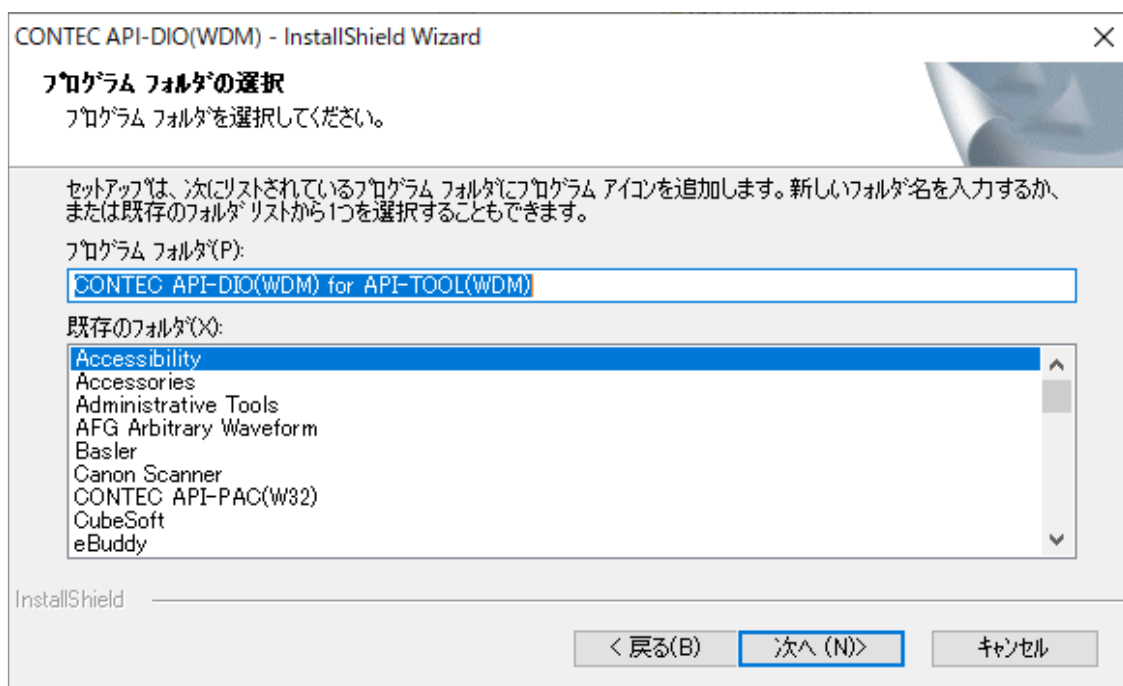 CONTEC API-DIO(WDM) - InstallShield Wizard
プログラム フォルダの選択
プログラム フォルダを選択してください。
セットアップは、次にリストされているプログラム フォルダにプログラム アイコンを追加します。新しいフォルダ名を入力するか、
または既存のフォルダ リストから1つを選択することもできます。
プログラム フォルダ(P):
CONTEC API-DIO(WDM) for API-TOOL(WDM)
既存のフォルダ(X):
Accessibility
Accessories
Administrative Tools
AFG Arbitrary Waveform
Basler
Canon Scanner
CONTEC API-PAC(W32)
CubeSoft
eBuddy
InstallShield
< 戻る(B)
次へ (N)>
キャンセル